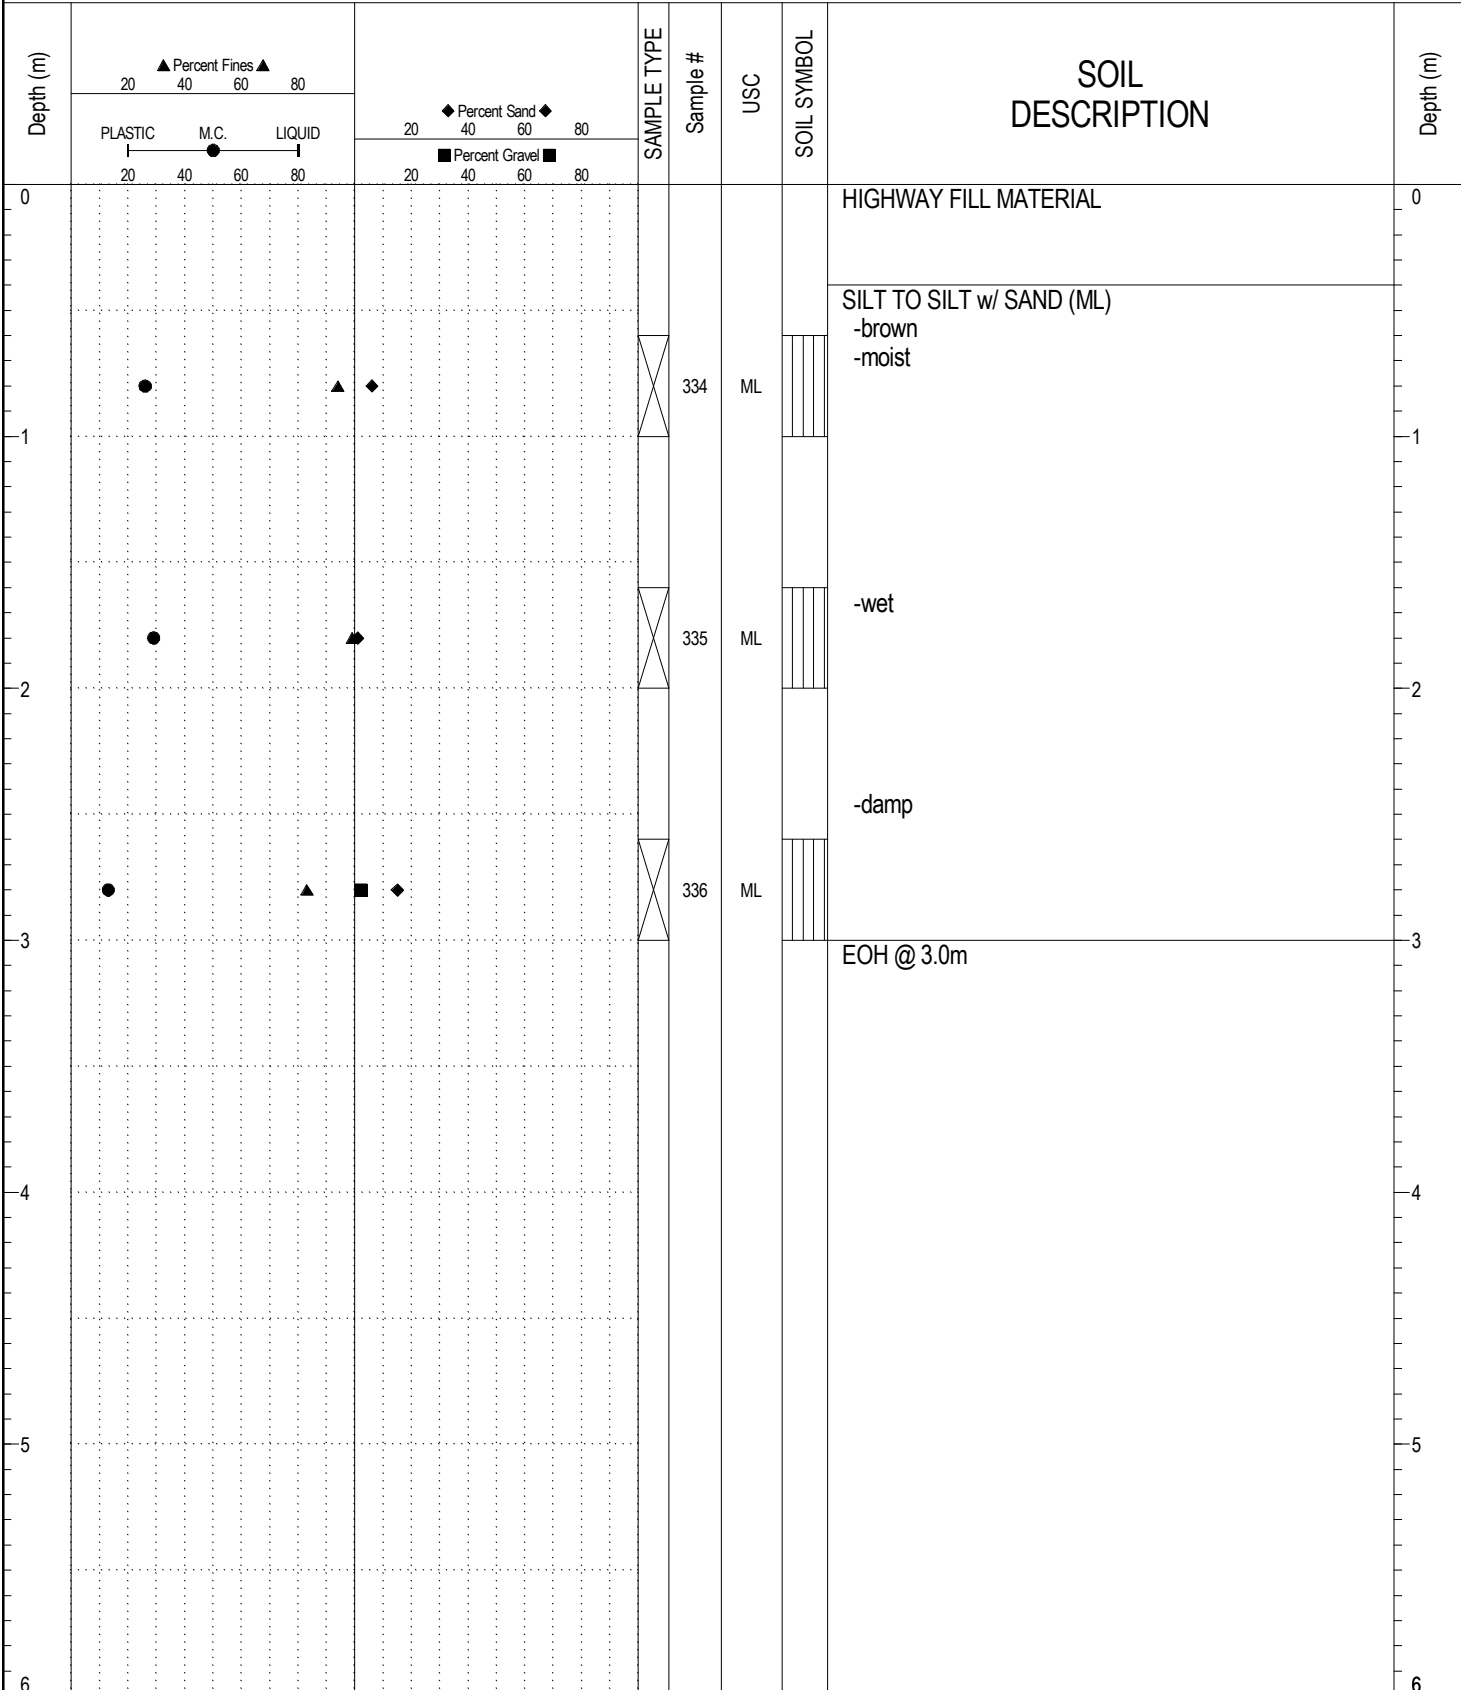 Depth (m)
▲ Percent Fines ▲
20 40 60 80
PLASTIC M.C. LIQUID
20 40 60 80
◆ Percent Sand ◆
20 40 60 80
■ Percent Gravel ■
20 40 60 80
SAMPLE TYPE
Sample #
USC
SOIL SYMBOL
SOIL
DESCRIPTION
Depth (m)
0 HIGHWAY FILL MATERIAL 0
SILT TO SILT w/ SAND (ML)
-brown
-moist
334 ML
1 1
-wet
335 ML
2 2
-damp
336 ML
3 3
EOH @ 3.0m
4 4
5 5
6 6